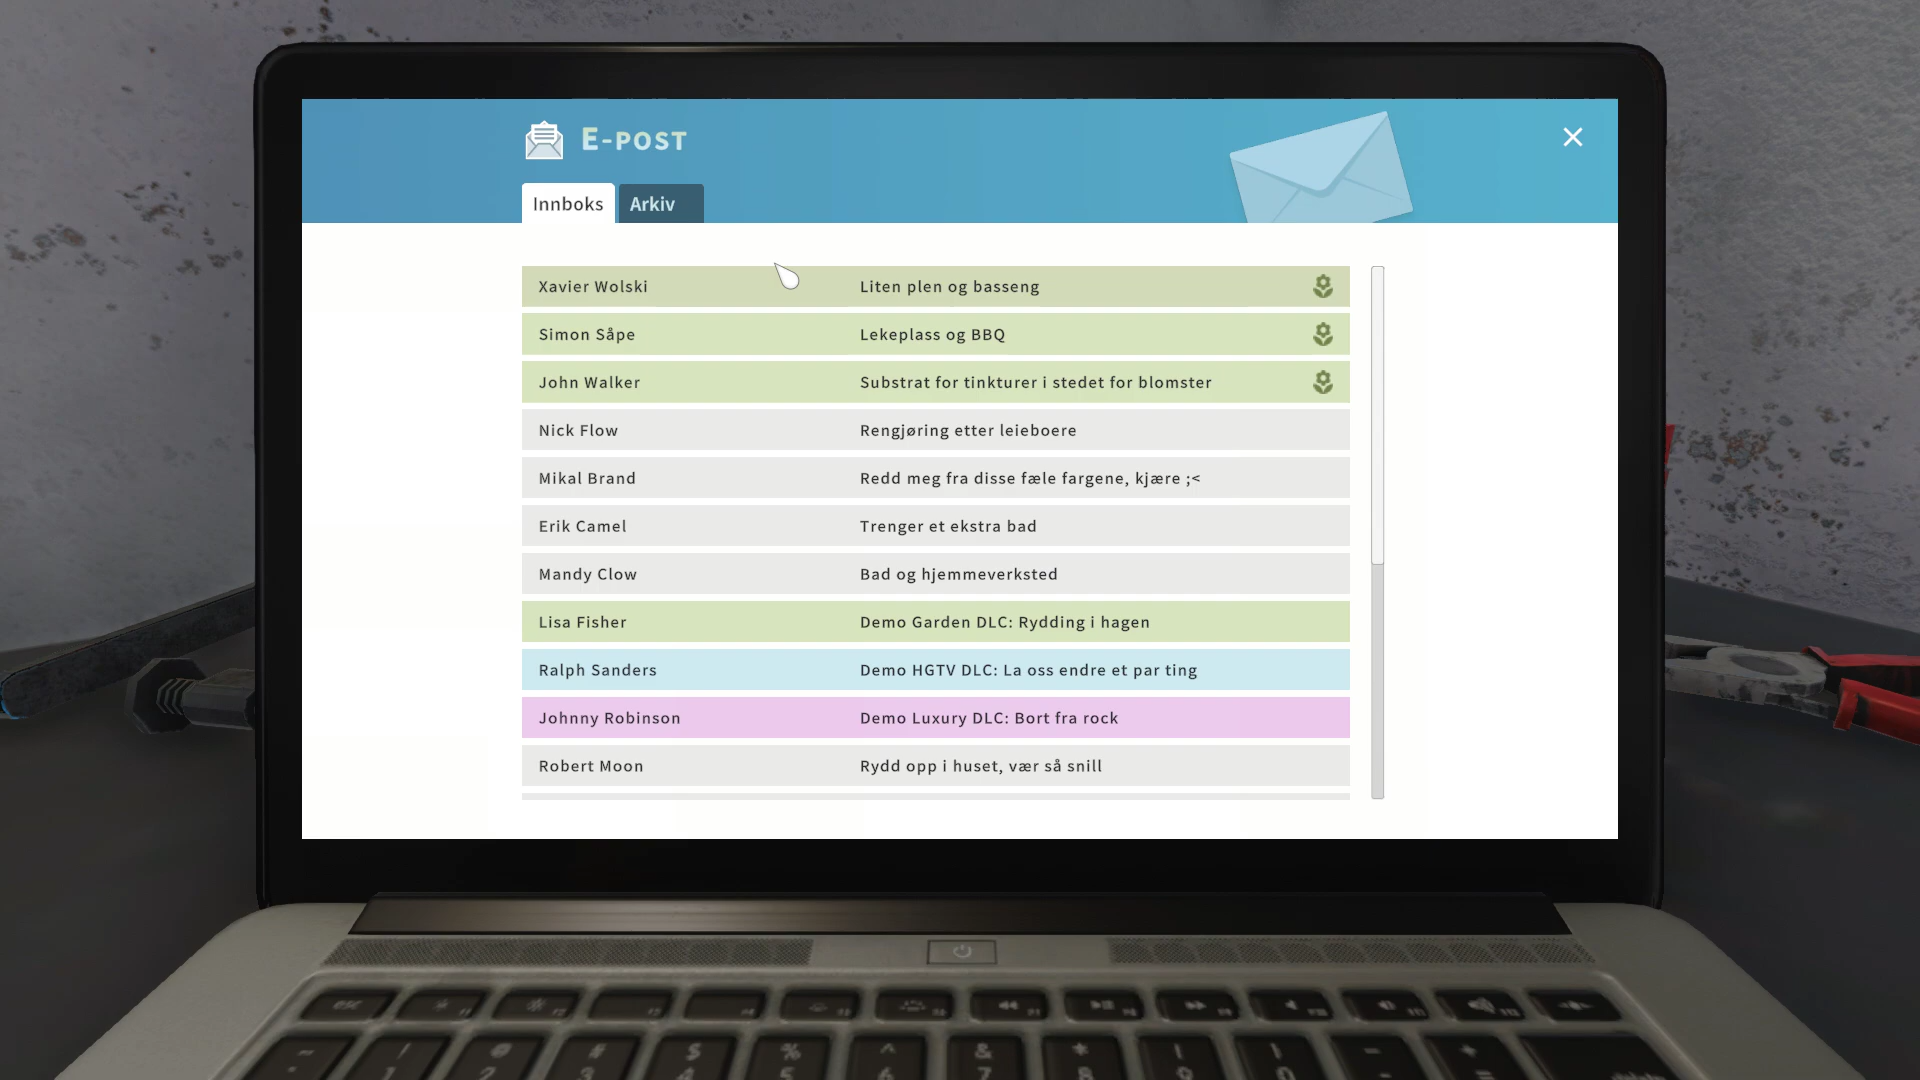 E-POST
Innboks Arkiv
Xavier Wolski Liten plen og basseng
Simon Såpe Lekeplass og BBQ
John Walker Substrat for tinkturer i stedet for blomster
Nick Flow Rengjøring etter leieboere
Mikal Brand Redd meg fra disse fæle fargene, kjære ;<
Erik Camel Trenger et ekstra bad
Mandy Clow Bad og hjemmeverksted
Lisa Fisher Demo Garden DLC: Rydding i hagen
Ralph Sanders Demo HGTV DLC: La oss endre et par ting
Johnny Robinson Demo Luxury DLC: Bort fra rock
Robert Moon Rydd opp i huset, vær så snill
esc